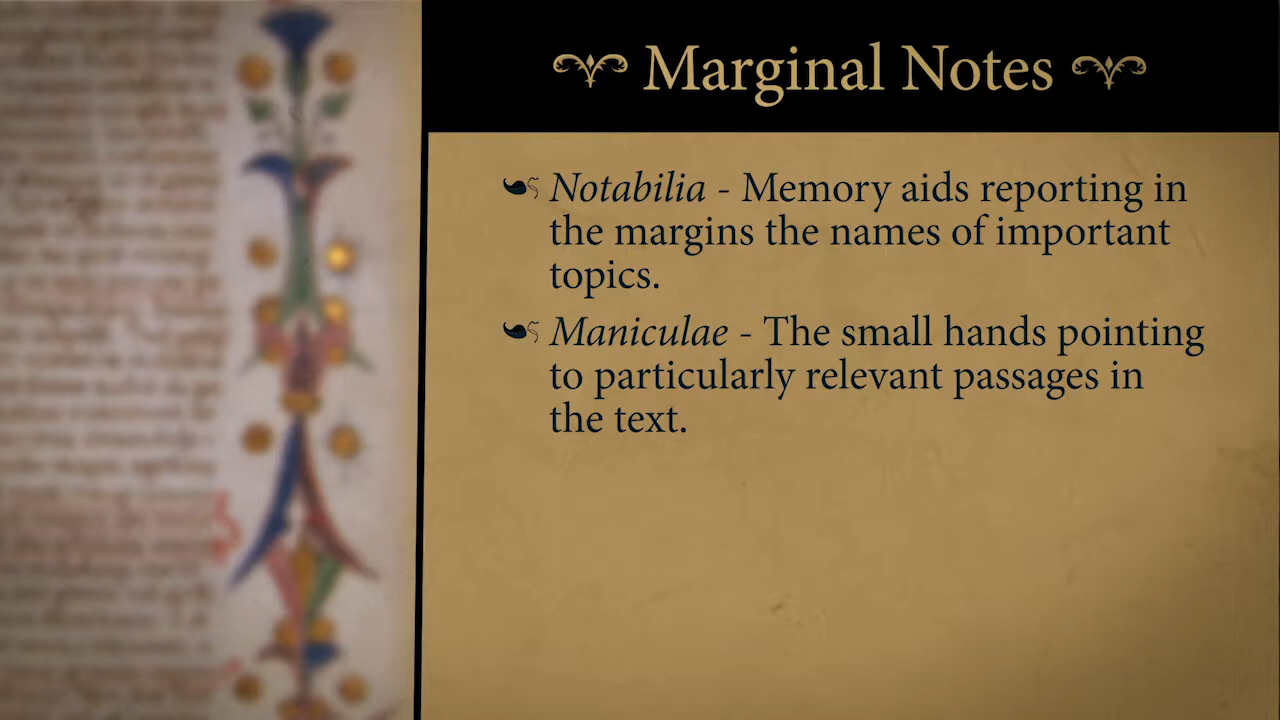 Marginal Notes
Notabilia - Memory aids reporting in
the margins the names of important
topics.
Maniculae - The small hands pointing
to particularly relevant passages in
the text.